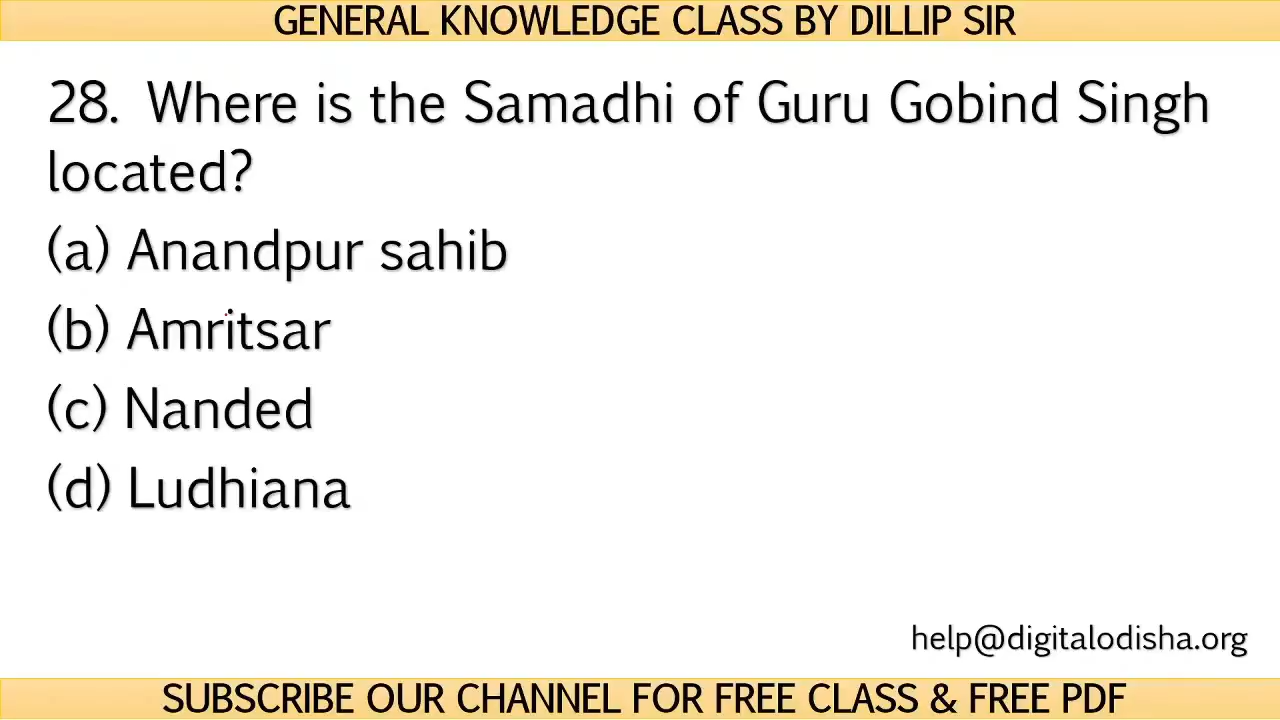 GENERAL KNOWLEDGE CLASS BY DILLIP SIR
28. Where is the Samadhi of Guru Gobind Singh
located?
(a) Anandpur sahib
(b) Amritsar
(c) Nanded
(d) Ludhiana
help@digitalodisha.org
SUBSCRIBE OUR CHANNEL FOR FREE CLASS & FREE PDF